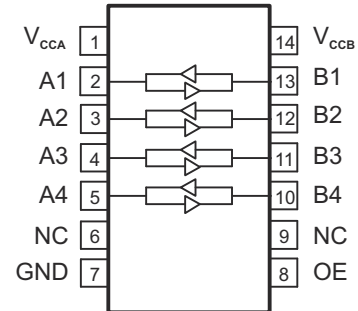 VCCA 1 14 VCCB
A1 2 13 B1
A2 3 12 B2
A3 4 11 B3
A4 5 10 B4
NC 6 9 NC
GND 7 8 OE